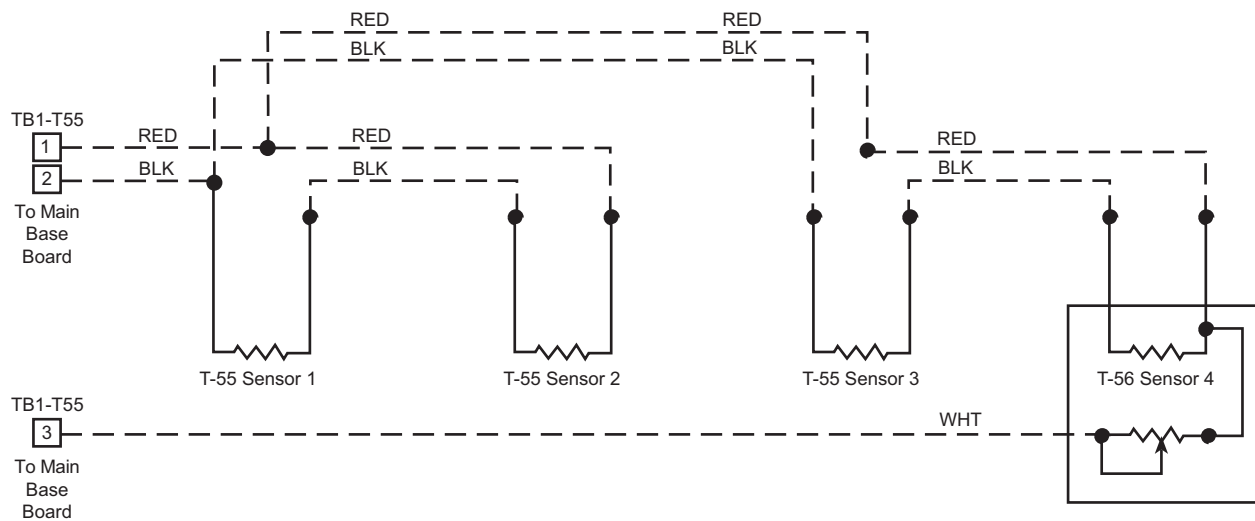 RED
BLK
BLK
TB1-T55
1
RED
RED
RED
2
BLK
BLK
BLK
To Main
Base
Board
T-55 Sensor 1
T-55 Sensor 2
T-55 Sensor 3
T-56 Sensor 4
TB1-T55
3
WHT
To Main
Base
Board